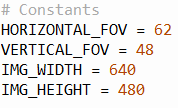 # Constants
HORIZONTAL_FOV = 62
VERTICAL_FOV = 48
IMG_WIDTH = 640
IMG_HEIGHT = 480